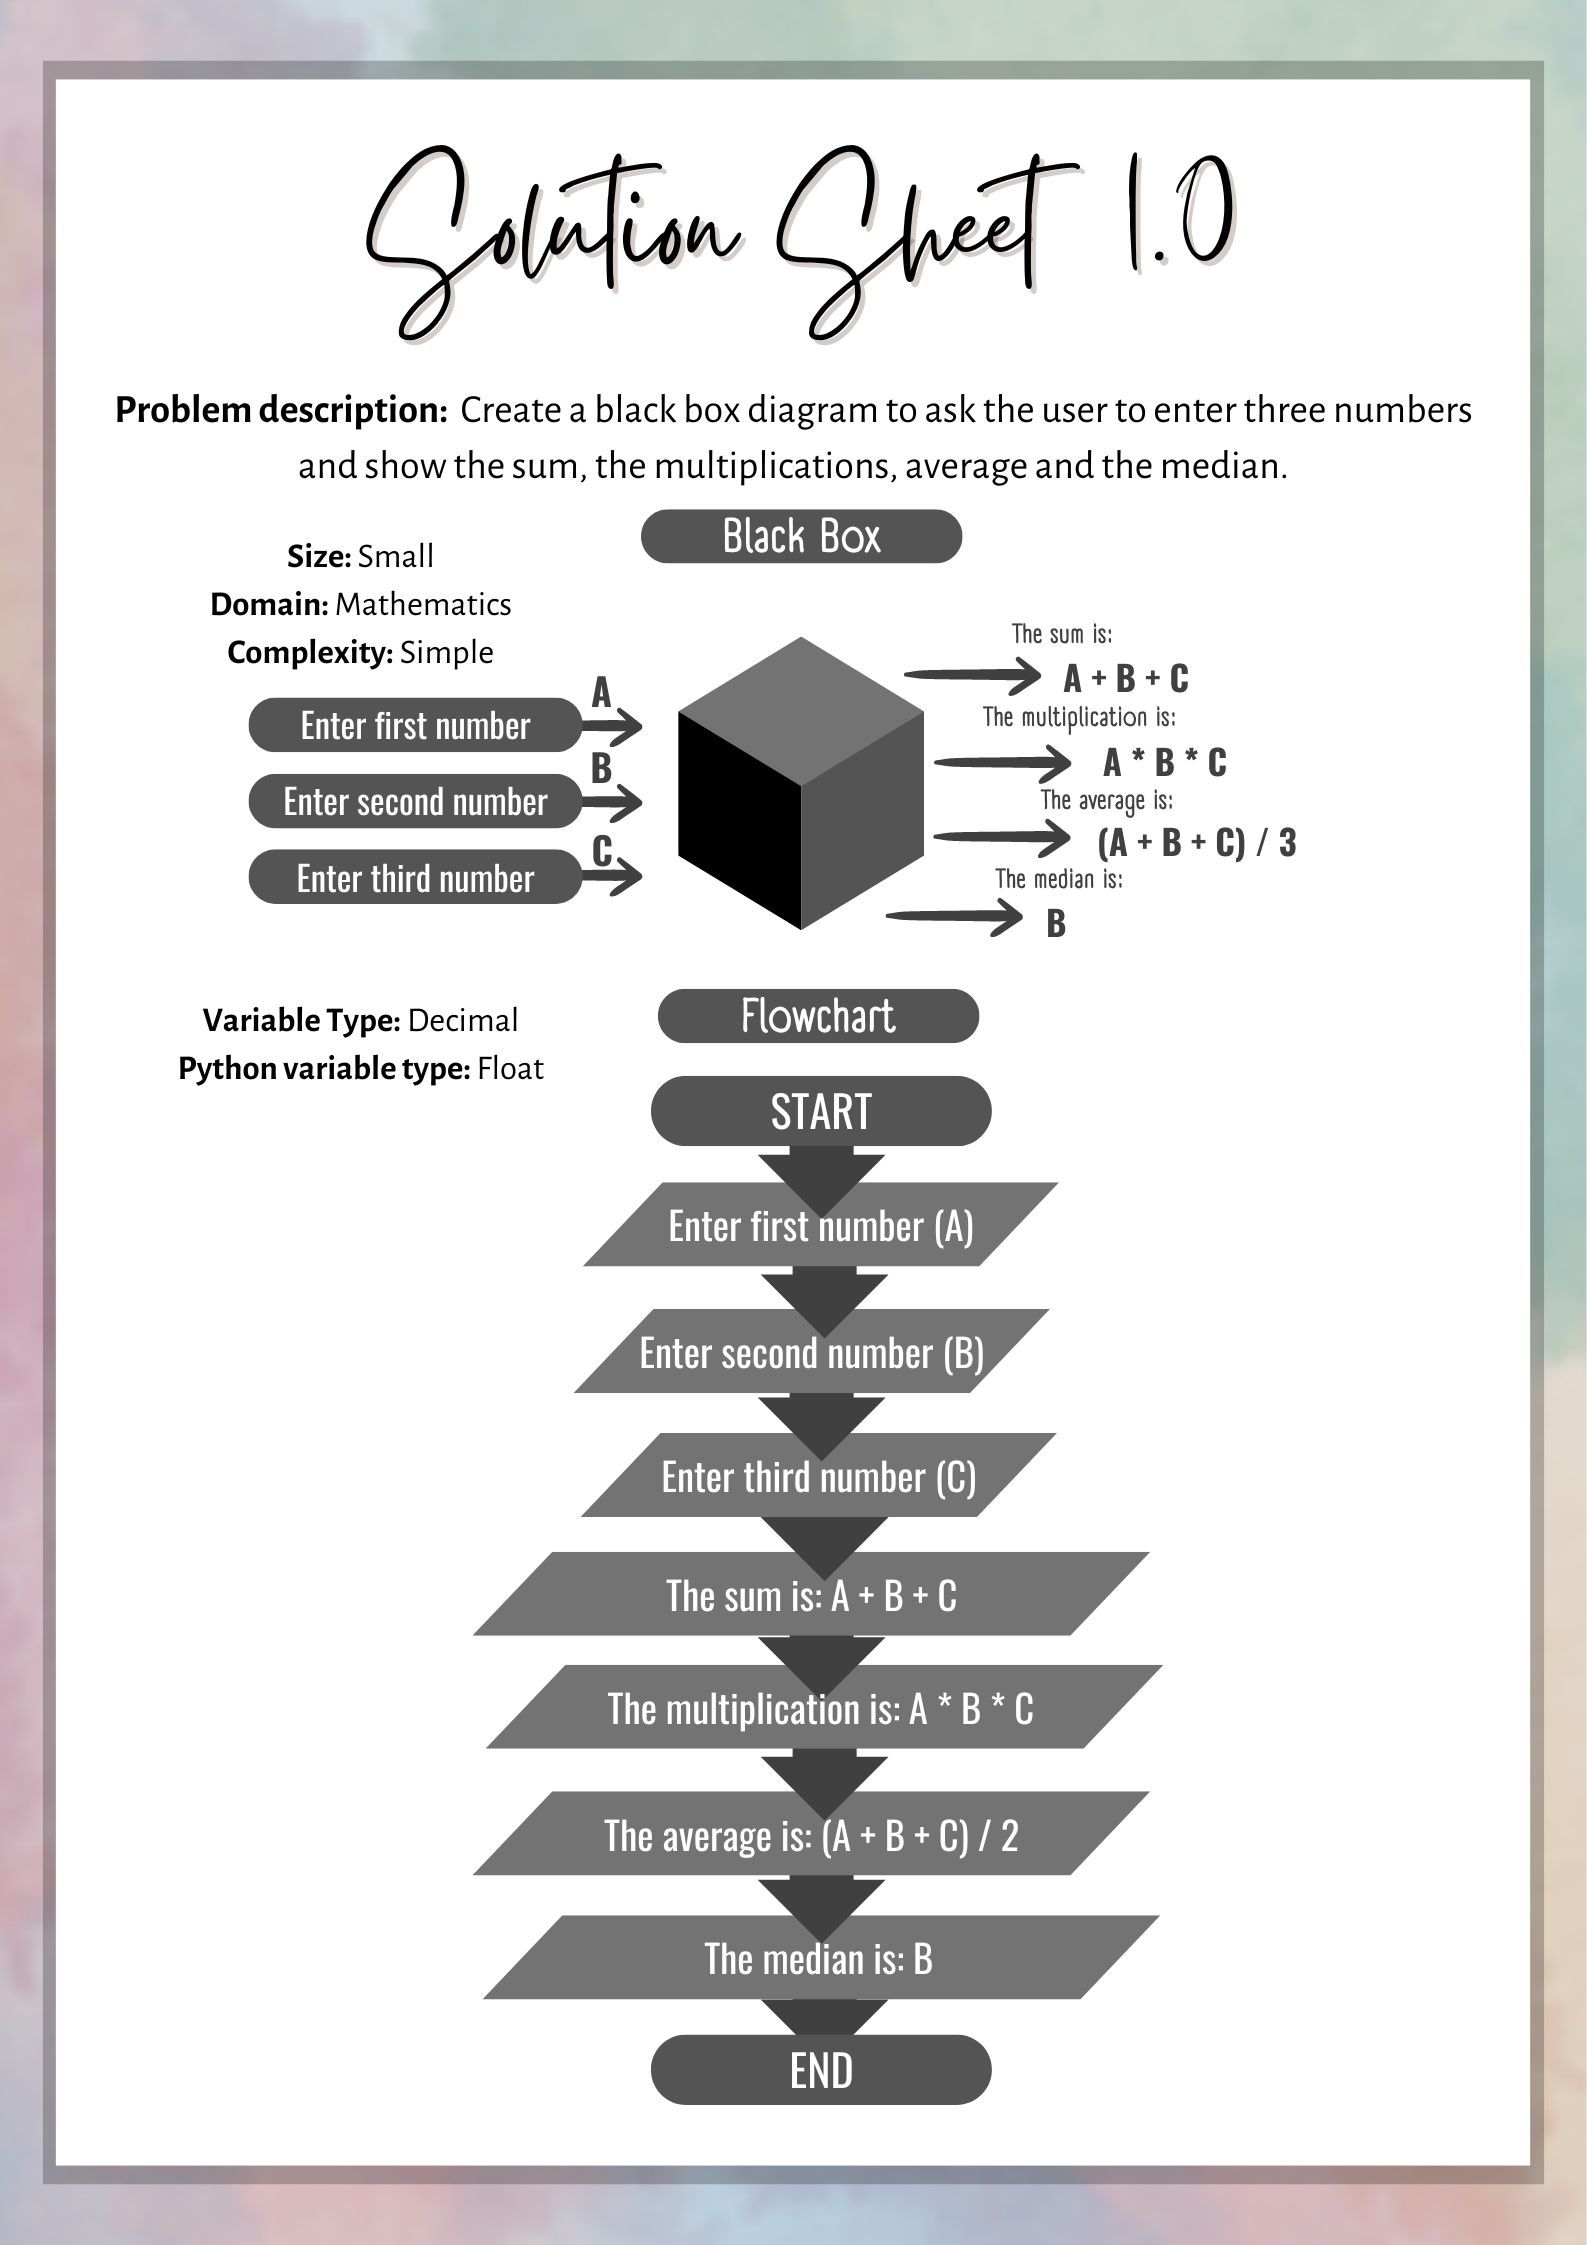 Solution Sheet 1.0
Problem description: Create a black box diagram to ask the user to enter three numbers
and show the sum, the multiplications, average and the median.
Black Box
Size: Small
Domain: Mathematics
Complexity: Simple
A
Enter first number
B
Enter second number
C
Enter third number
The sum is:
A + B + C
The multiplication is:
A * B * C
The average is:
(A + B + C) / 3
The median is:
B
Variable Type: Decimal
Python variable type: Float
Flowchart
START
Enter first number (A)
Enter second number (B)
Enter third number (C)
The sum is: A + B + C
The multiplication is: A * B * C
The average is: (A + B + C) / 2
The median is: B
END